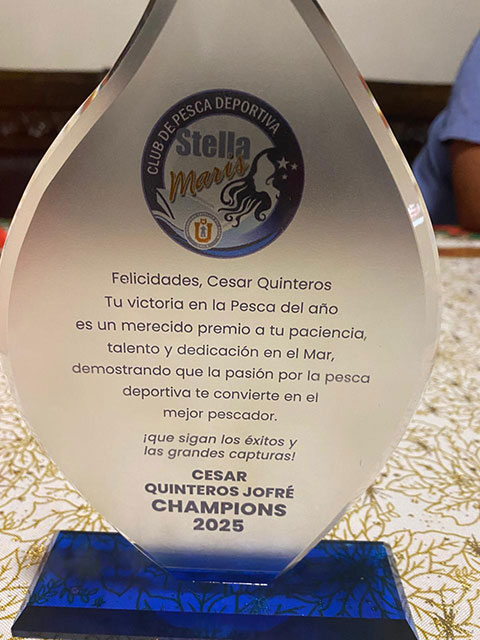 CLUB DE PESCA DEPORTIVA
Stella
Maris
Felicidades, Cesar Quinteros
Tu victoria en la Pesca del año
es un merecido premio a tu paciencia,
talento y dedicación en el Mar,
demostrando que la pasión por la pesca
deportiva te convierte en el
mejor pescador.
¡que sigan los éxitos y
las grandes capturas!
CESAR
QUINTEROS JOFRÉ
CHAMPIONS
2025